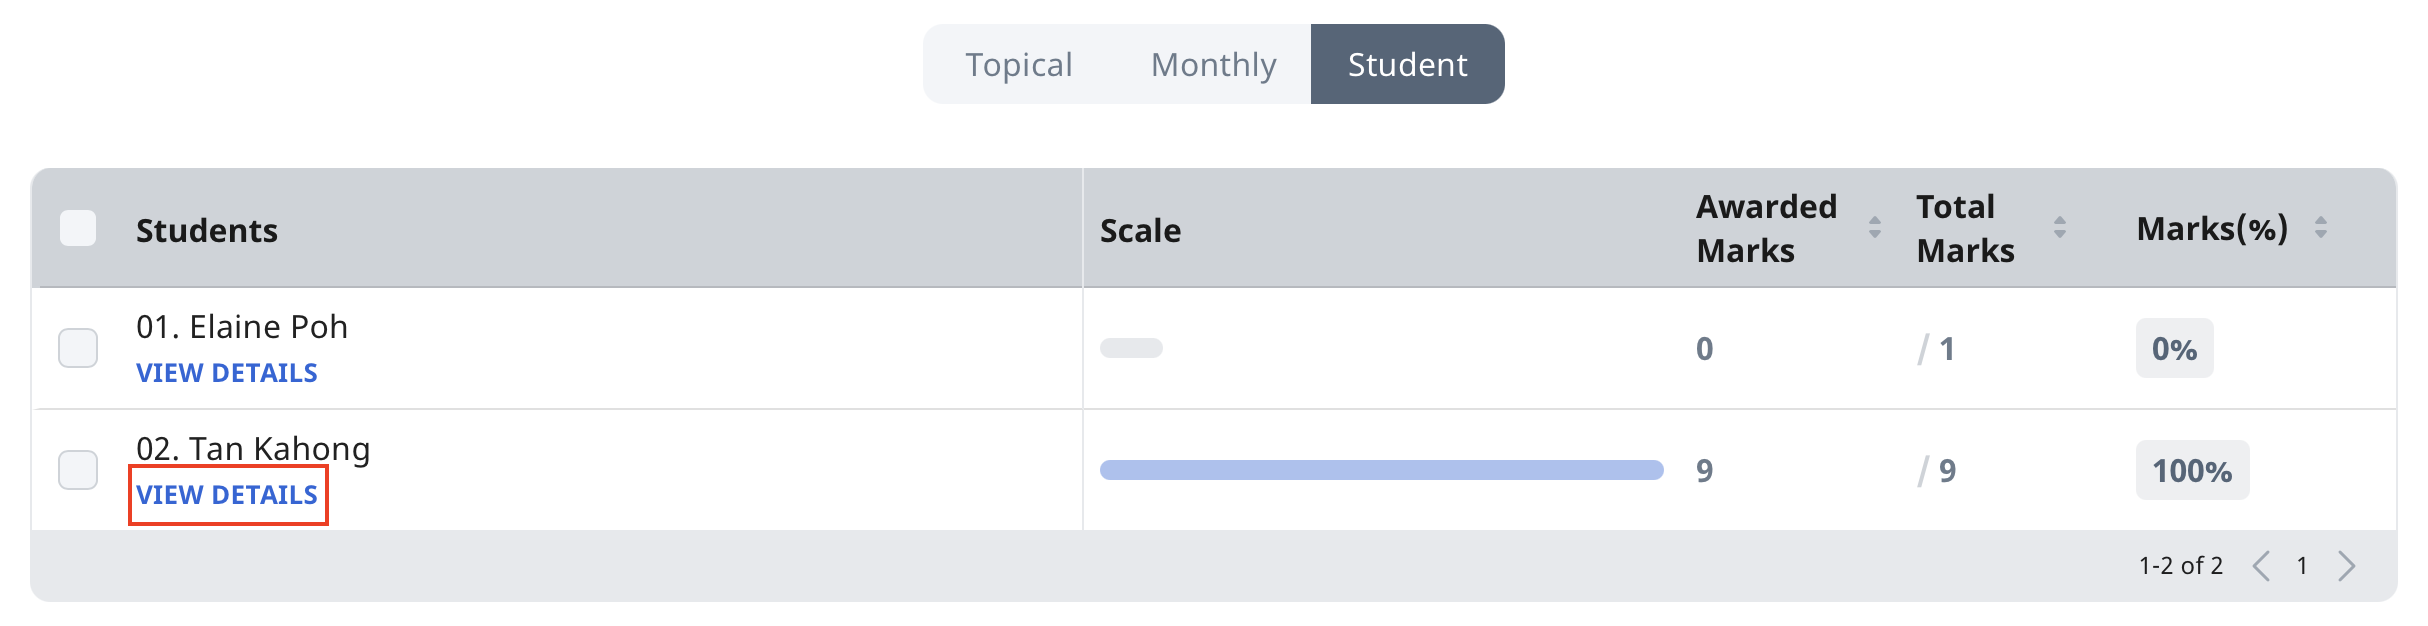 Topical Monthly Student
Students Scale Awarded Marks Total Marks Marks(%)
01. Elaine Poh
VIEW DETAILS
0 / 1 0%
02. Tan Kahong
VIEW DETAILS
9 / 9 100%
1-2 of 2 1